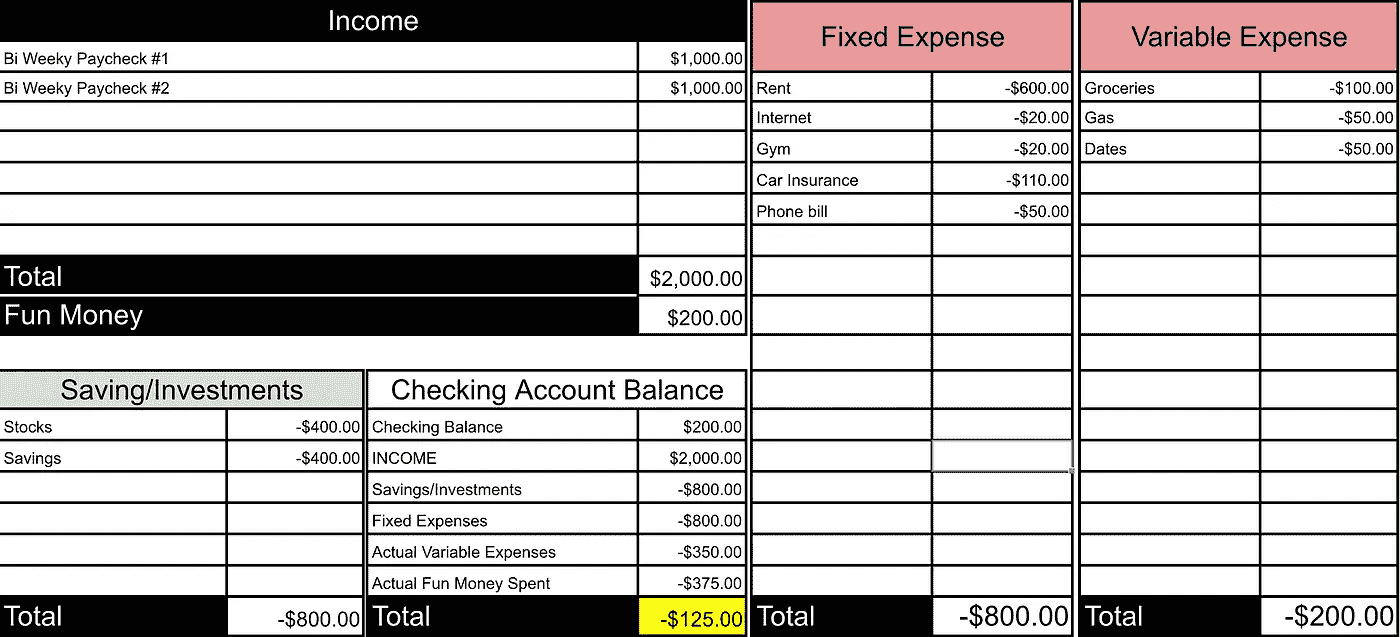 Income
Bi Weeky Paycheck #1 $1,000.00
Bi Weeky Paycheck #2 $1,000.00
Total $2,000.00
Fun Money $200.00
Saving/Investments
Stocks -$400.00
Savings -$400.00
Total -$800.00
Checking Account Balance
Checking Balance $200.00
INCOME $2,000.00
Savings/Investments -$800.00
Fixed Expenses -$800.00
Actual Variable Expenses -$350.00
Actual Fun Money Spent -$375.00
Total -$125.00
Fixed Expense
Rent -$600.00
Internet -$20.00
Gym -$20.00
Car Insurance -$110.00
Phone bill -$50.00
Total -$800.00
Variable Expense
Groceries -$100.00
Gas -$50.00
Dates -$50.00
Total -$200.00